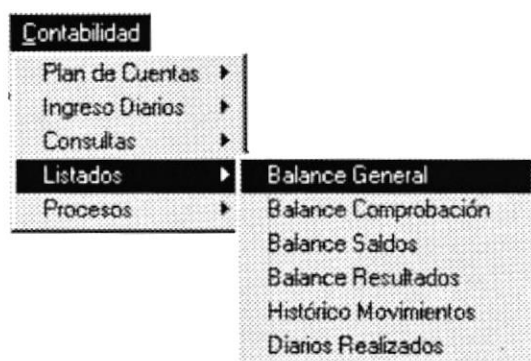 Contabilidad
Plan de Cuentas
Ingreso Diarios
Consultas
Listados
Procesos
Balance General
Balance Comprobación
Balance Saldos
Balance Resultados
Histórico Movimientos
Diarios Realizados